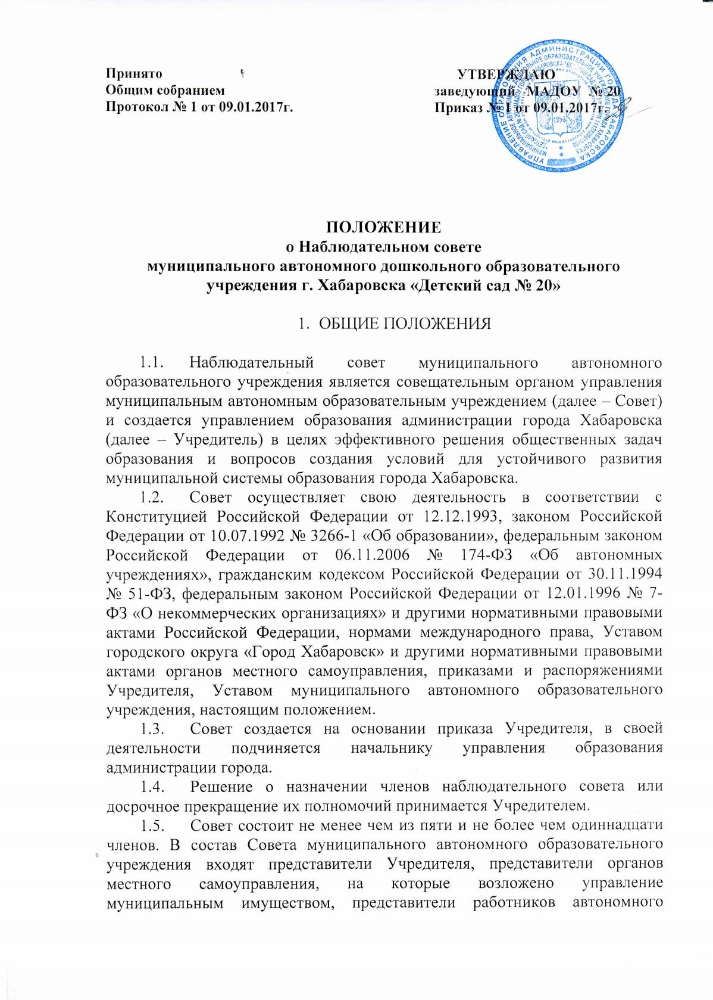 Принято
Общим собранием
Протокол № 1 от 09.01.2017г.
УТВЕРЖДАЮ
заведующий МАДОУ № 20
Приказ № 1 от 09.01.2017г.
УПРАВЛЕНИЕ ОБРАЗОВАНИЯ АДМИНИСТРАЦИИ ГОРОДА ХАБАРОВСКА
ПОЛОЖЕНИЕ
о Наблюдательном совете
муниципального автономного дошкольного образовательного
учреждения г. Хабаровска «Детский сад № 20»
1. ОБЩИЕ ПОЛОЖЕНИЯ
1.1. Наблюдательный совет муниципального автономного
образовательного учреждения является совещательным органом управления
муниципальным автономным образовательным учреждением (далее – Совет)
и создается управлением образования администрации города Хабаровска
(далее – Учредитель) в целях эффективного решения общественных задач
образования и вопросов создания условий для устойчивого развития
муниципальной системы образования города Хабаровска.
1.2. Совет осуществляет свою деятельность в соответствии с
Конституцией Российской Федерации от 12.12.1993, законом Российской
Федерации от 10.07.1992 № 3266-1 «Об образовании», федеральным законом
Российской Федерации от 06.11.2006 № 174-ФЗ «Об автономных
учреждениях», гражданским кодексом Российской Федерации от 30.11.1994
№ 51-ФЗ, федеральным законом Российской Федерации от 12.01.1996 № 7-
ФЗ «О некоммерческих организациях» и другими нормативными правовыми
актами Российской Федерации, нормами международного права, Уставом
городского округа «Город Хабаровск» и другими нормативными правовыми
актами органов местного самоуправления, приказами и распоряжениями
Учредителя, Уставом муниципального автономного образовательного
учреждения, настоящим положением.
1.3. Совет создается на основании приказа Учредителя, в своей
деятельности подчиняется начальнику управления образования
администрации города.
1.4. Решение о назначении членов наблюдательного совета или
досрочное прекращение их полномочий принимается Учредителем.
1.5. Совет состоит не менее чем из пяти и не более чем одиннадцати
членов. В состав Совета муниципального автономного образовательного
учреждения входят представители Учредителя, представители органов
местного самоуправления, на которые возложено управление
муниципальным имуществом, представители работников автономного